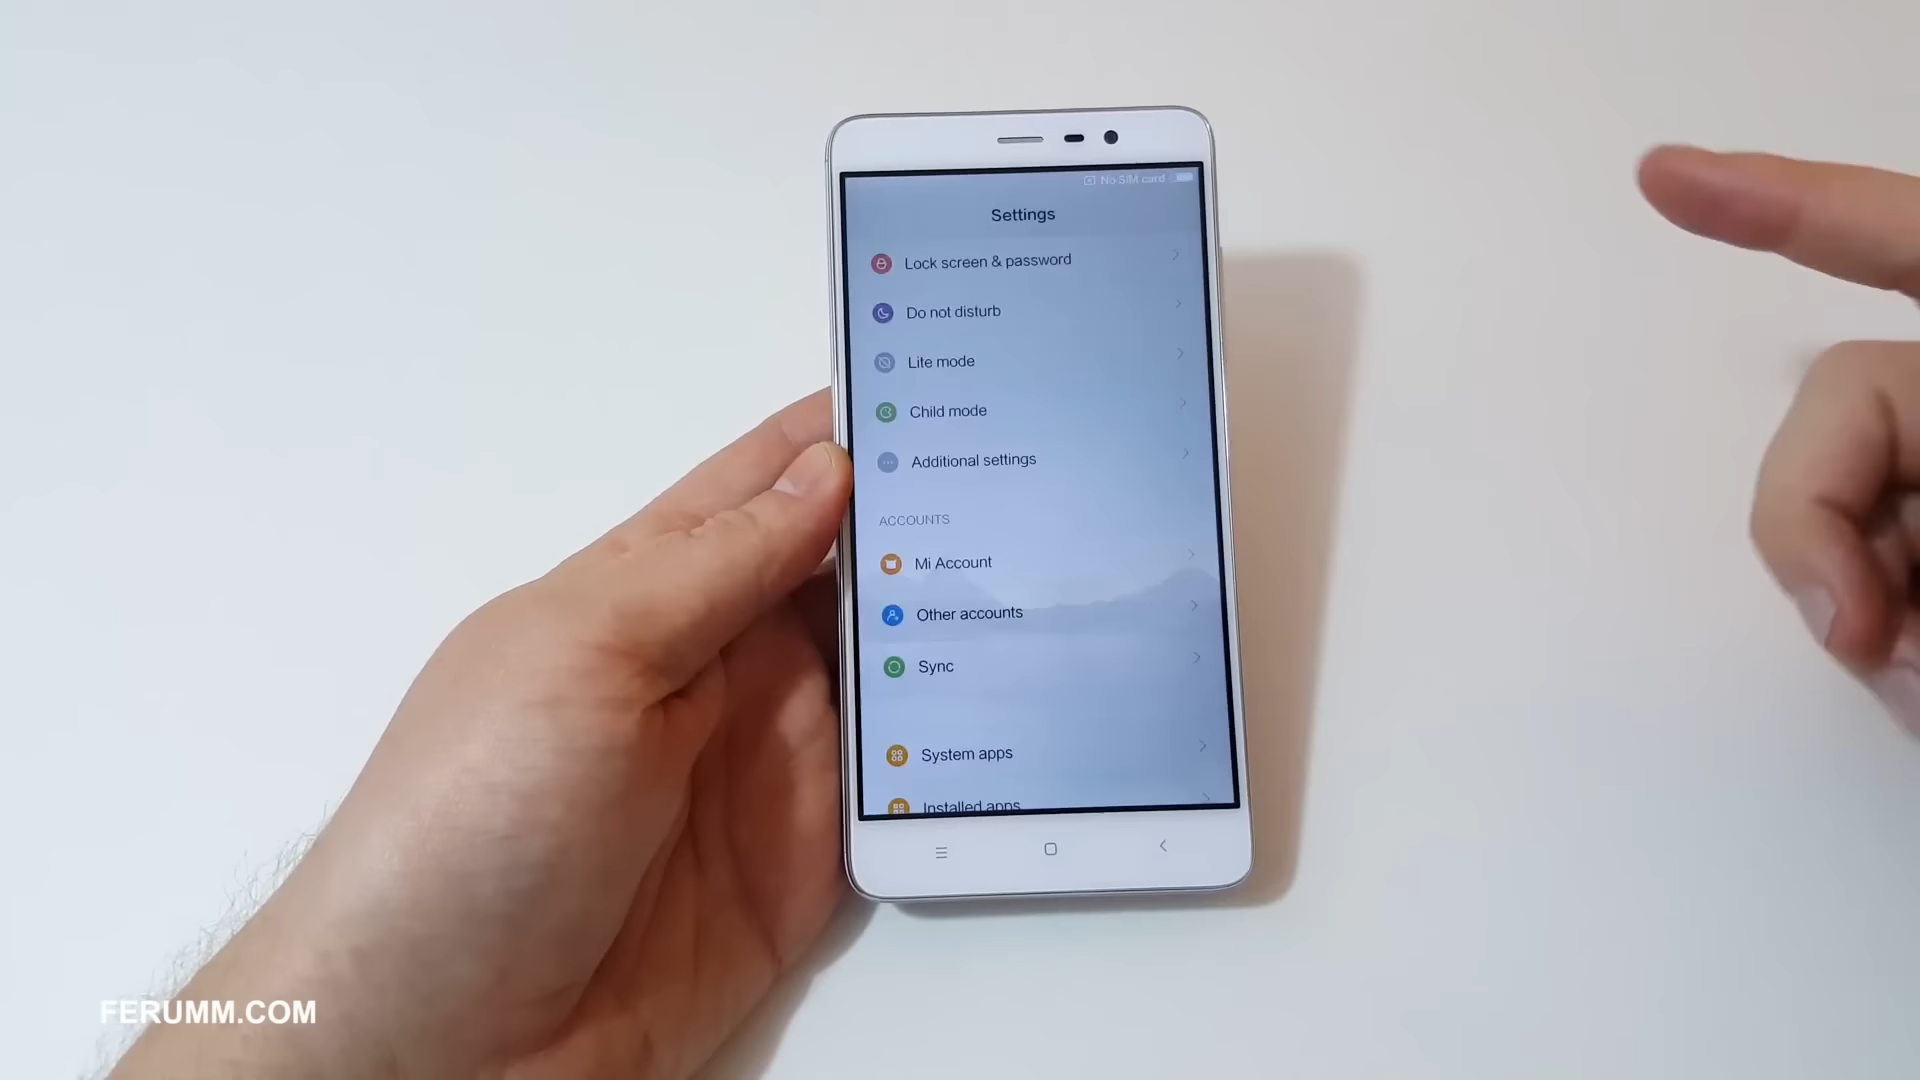 No SIM card
Settings
Lock screen & password
Do not disturb
Lite mode
Child mode
Additional settings
ACCOUNTS
Mi Account
Other accounts
Sync
System apps
Installed apps
FERUMM.COM